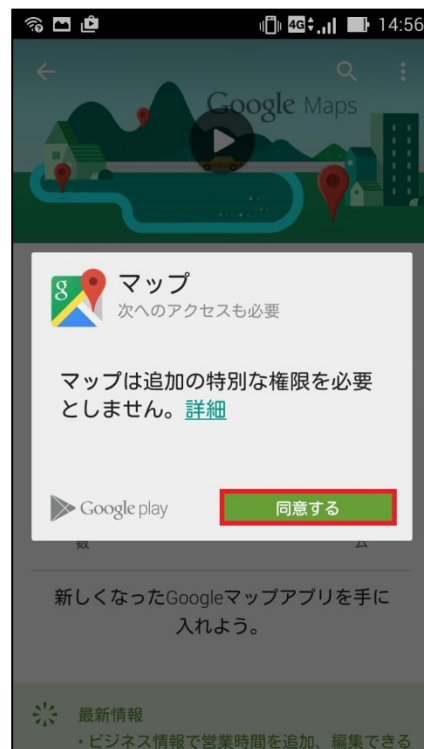 4G 14:56
Google Maps
マップ
次へのアクセスも必要
マップは追加の特別な権限を必要
としません。詳細
Google play 同意する
数 ム
新しくなったGoogleマップアプリを手に
入れよう。
最新情報
・ビジネス情報で営業時間を追加、編集できる